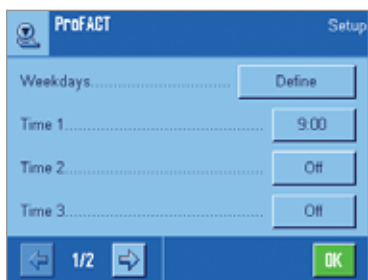 ProFACT Setup
Weekdays.......................... Define
Time 1................................................ 9:00
Time 2................................................ Off
Time 3................................................ Off
1/2 OK